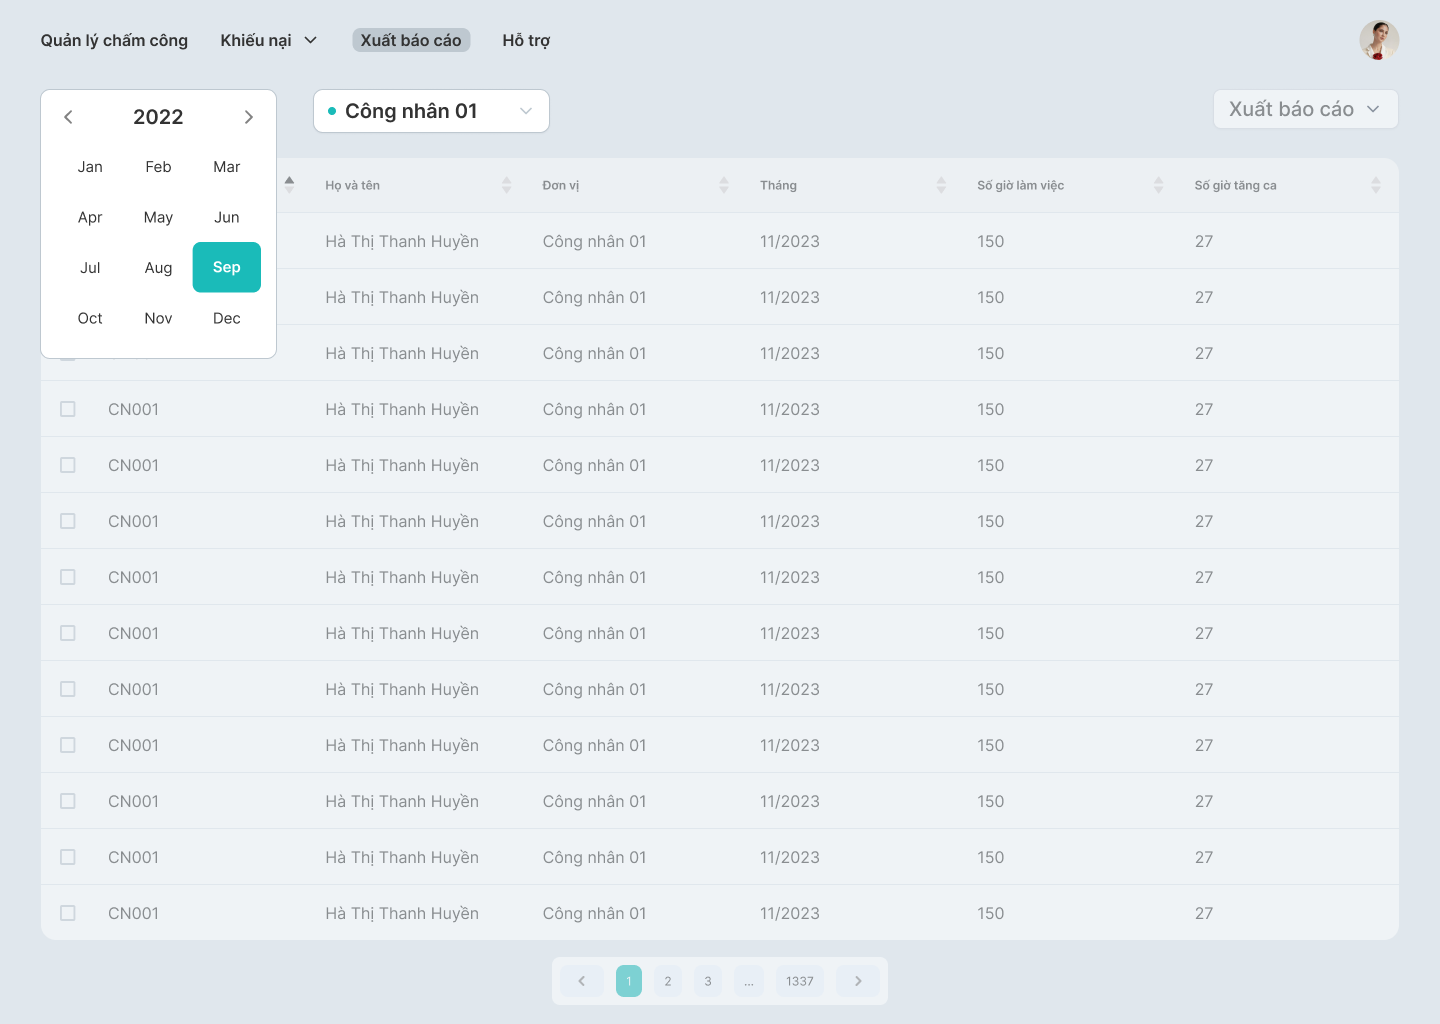 Quản lý chấm công Khiếu nại Xuất báo cáo Hỗ trợ
2022 Công nhân 01 Xuất báo cáo
Jan Feb Mar
Họ và tên Đơn vị Tháng Số giờ làm việc Số giờ tăng ca
Apr May Jun
Hà Thị Thanh Huyền Công nhân 01 11/2023 150 27
Jul Aug Sep
Hà Thị Thanh Huyền Công nhân 01 11/2023 150 27
Oct Nov Dec
Hà Thị Thanh Huyền Công nhân 01 11/2023 150 27
CN001 Hà Thị Thanh Huyền Công nhân 01 11/2023 150 27
CN001 Hà Thị Thanh Huyền Công nhân 01 11/2023 150 27
CN001 Hà Thị Thanh Huyền Công nhân 01 11/2023 150 27
CN001 Hà Thị Thanh Huyền Công nhân 01 11/2023 150 27
CN001 Hà Thị Thanh Huyền Công nhân 01 11/2023 150 27
CN001 Hà Thị Thanh Huyền Công nhân 01 11/2023 150 27
CN001 Hà Thị Thanh Huyền Công nhân 01 11/2023 150 27
CN001 Hà Thị Thanh Huyền Công nhân 01 11/2023 150 27
CN001 Hà Thị Thanh Huyền Công nhân 01 11/2023 150 27
CN001 Hà Thị Thanh Huyền Công nhân 01 11/2023 150 27
1 2 3 ... 1337